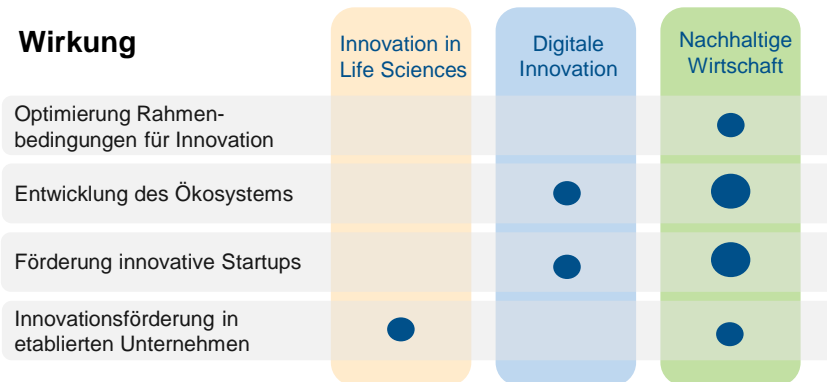 Wirkung
Innovation in
Life Sciences
Digitale
Innovation
Nachhaltige
Wirtschaft
Optimierung Rahmen-
bedingungen für Innovation
Entwicklung des Ökosystems
Förderung innovative Startups
Innovationsförderung in
etablierten Unternehmen